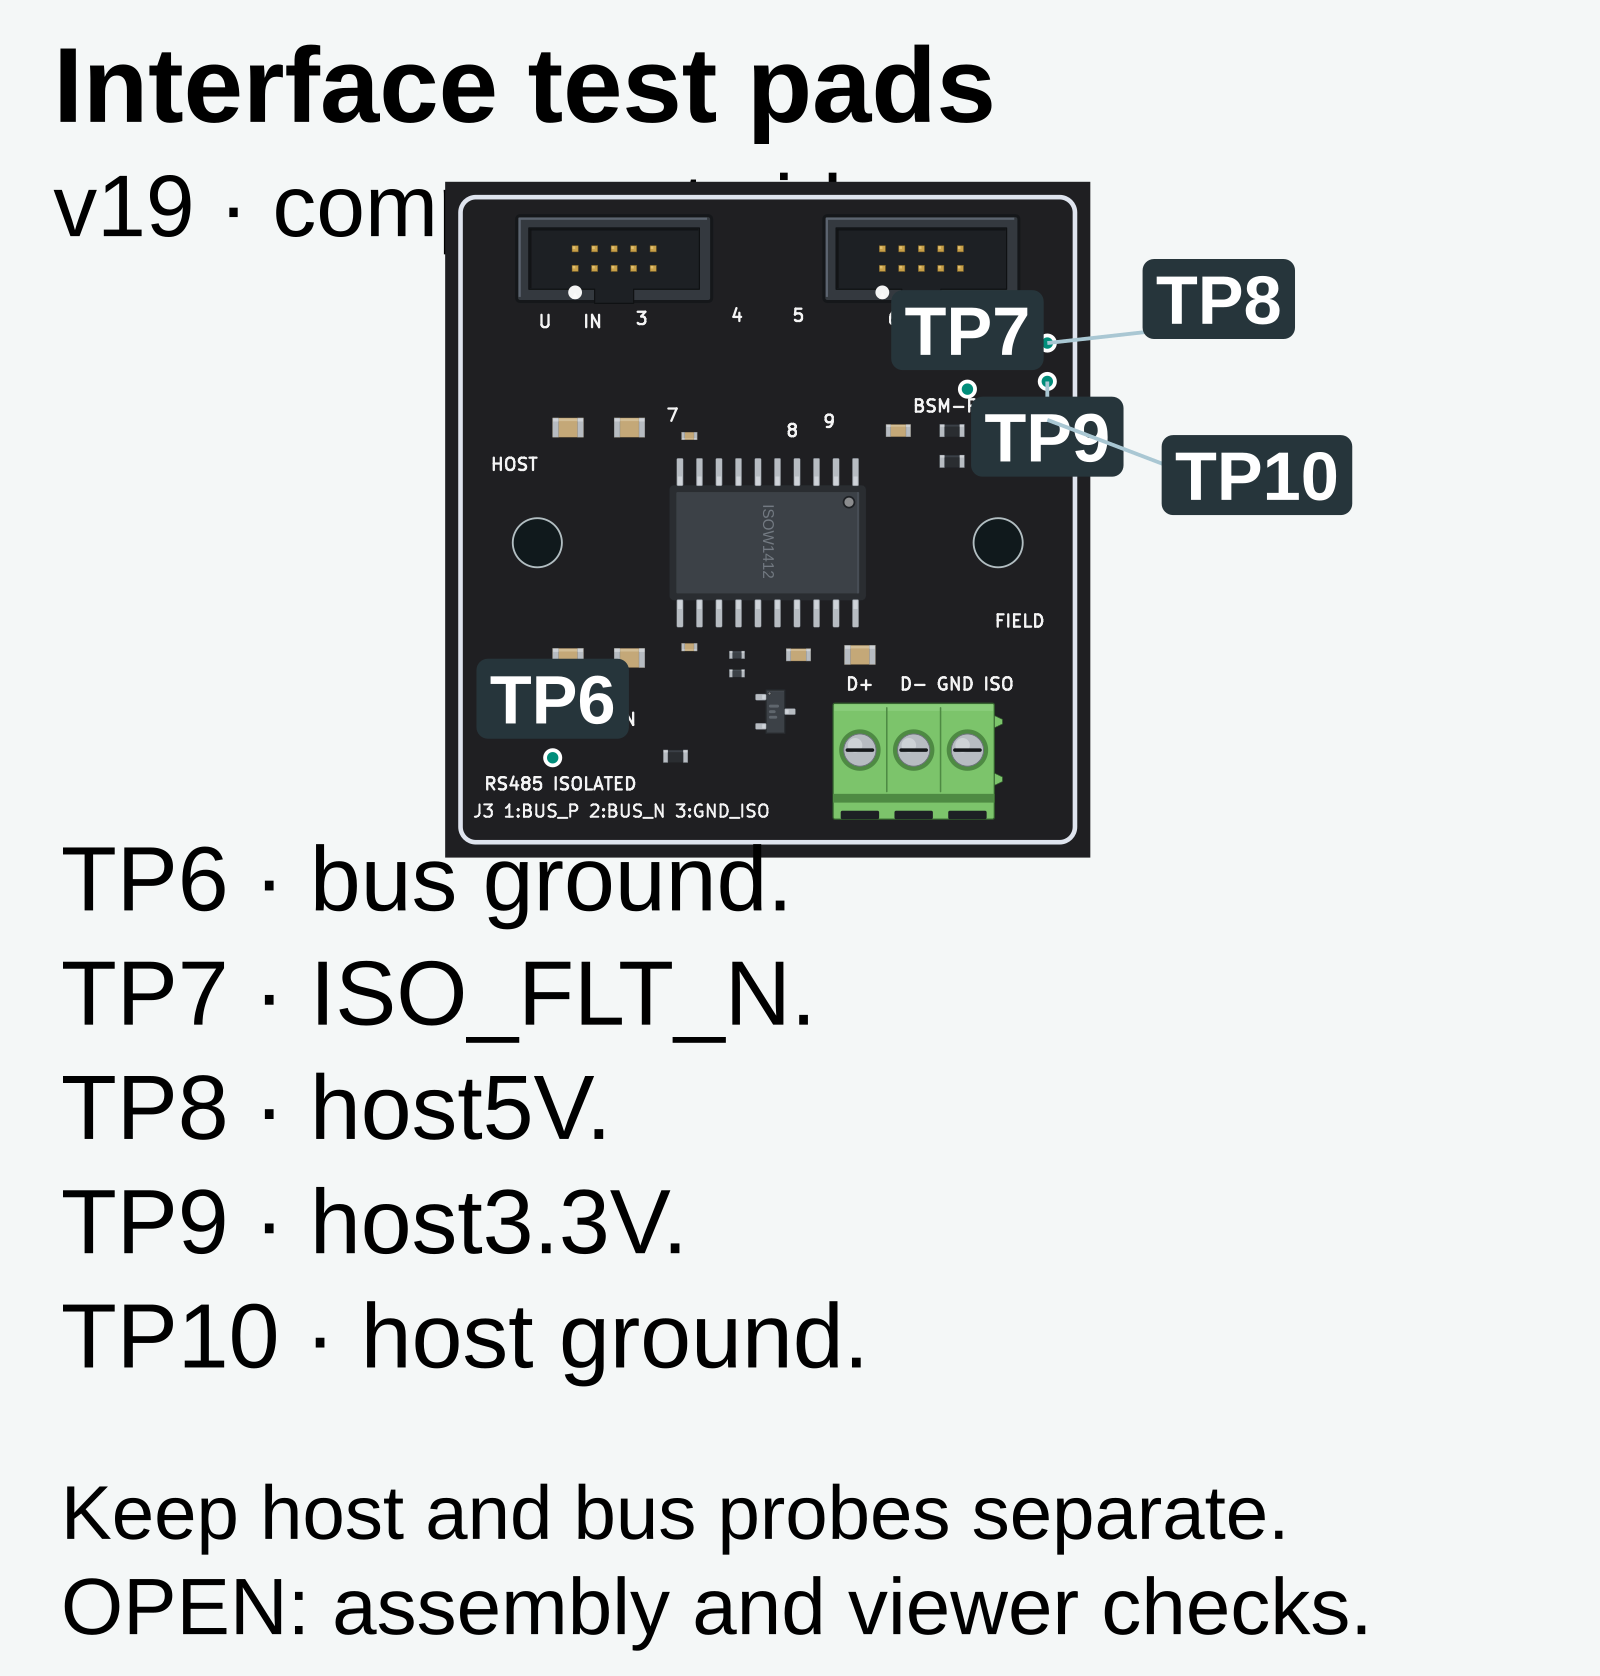 Interface test pads
v19 · com
U IN 3 4 5
TP7
TP8
BSM-
7 8 9
TP9
HOST
TP10
ISOW1412
FIELD
TP6
D+ D- GND ISO
RS485 ISOLATED
J3 1:BUS_P 2:BUS_N 3:GND_ISO
TP6 · bus ground.
TP7 · ISO_FLT_N.
TP8 · host5V.
TP9 · host3.3V.
TP10 · host ground.
Keep host and bus probes separate.
OPEN: assembly and viewer checks.